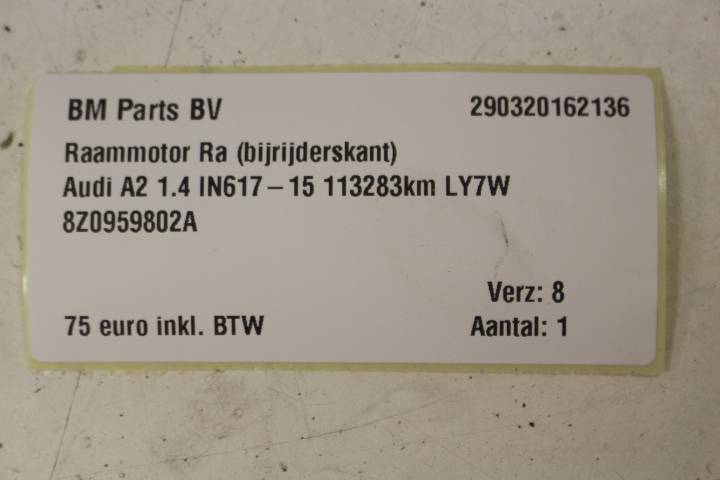 BM Parts BV 290320162136
Raammotor Ra (bijrijderskant)
Audi A2 1.4 IN617-15 113283km LY7W
8Z0959802A
Verz: 8
75 euro inkl. BTW Aantal: 1